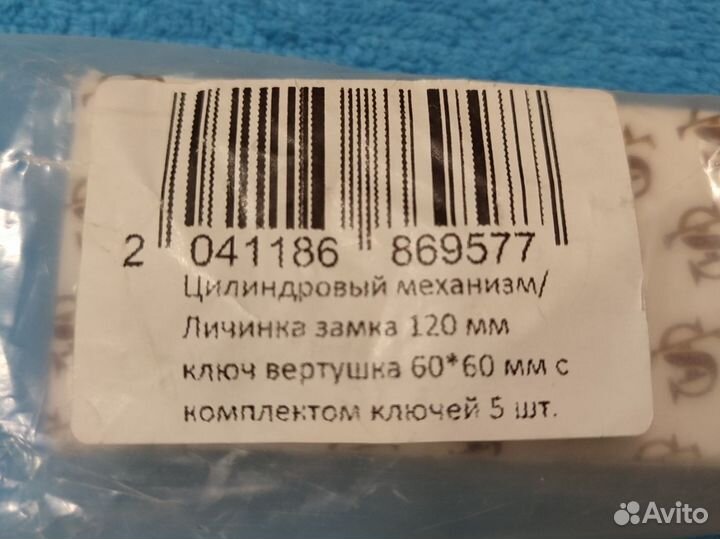 2 041186 869577
Цилиндровый механизм/
Личинка замка 120 мм
ключ вертушка 60*60 мм с
комплектом ключей 5 шт.
Avito